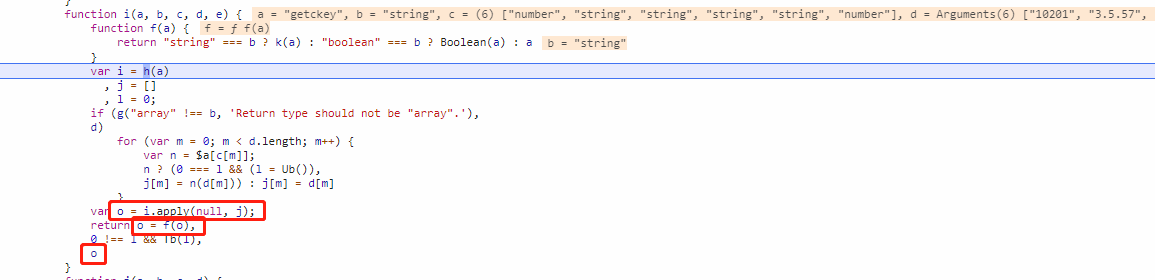 function i(a, b, c, d, e) { a = "getckey", b = "string", c = (6) ["number", "string", "string", "string", "string", "number"], d = Arguments(6) ["10201", "3.5.57",
function f(a) { f = ƒ f(a)
return "string" === b ? k(a) : "boolean" === b ? Boolean(a) : a b = "string"
}
var i = h(a)
, j = []
, l = 0;
if (g("array" !== b, 'Return type should not be "array".'),
d)
for (var m = 0; m < d.length; m++) {
var n = $a[c[m]];
n ? (0 === l && (l = Ub()),
j[m] = n(d[m])) : j[m] = d[m]
}
var o = i.apply(null, j);
return o = f(o),
0 !== l && Tb(l),
o
}